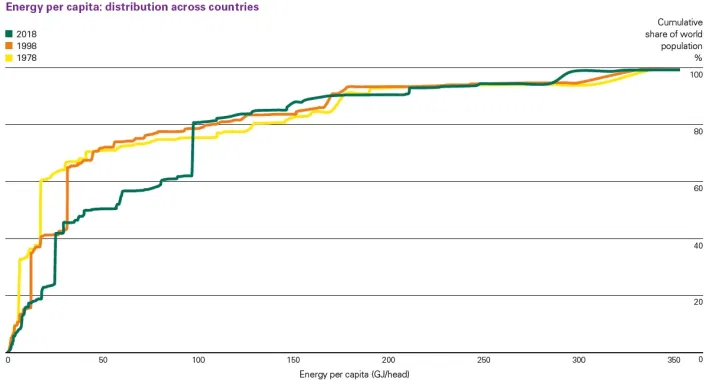 Energy per capita: distribution across countries
2018
1998
1978
Cumulative
share of world
population
%
100
80
60
40
20
0
0 50 100 150 200 250 300 350
Energy per capita (GJ/head)